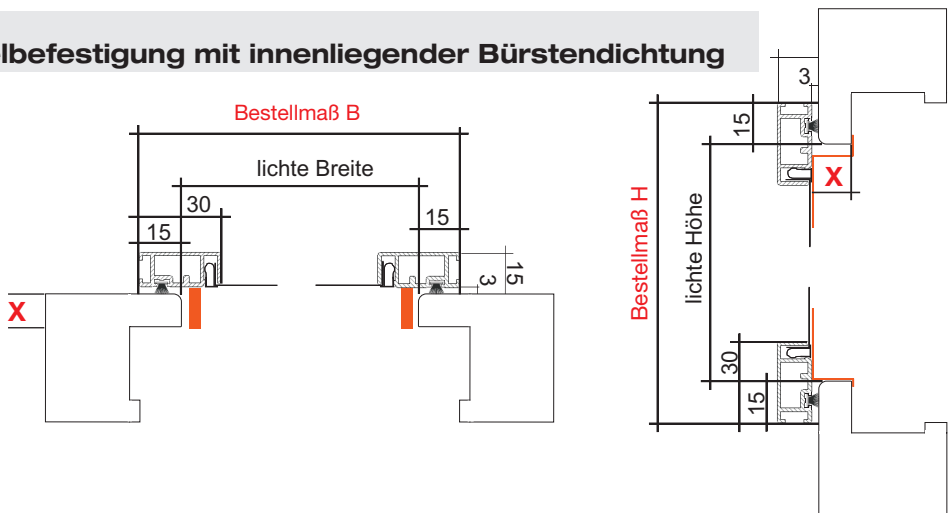 lbefestigung mit innenliegender Bürstendichtung
Bestellmaß B
lichte Breite
30
15
15
15
3
X
3
15
X
Bestellmaß H
lichte Höhe
30
15